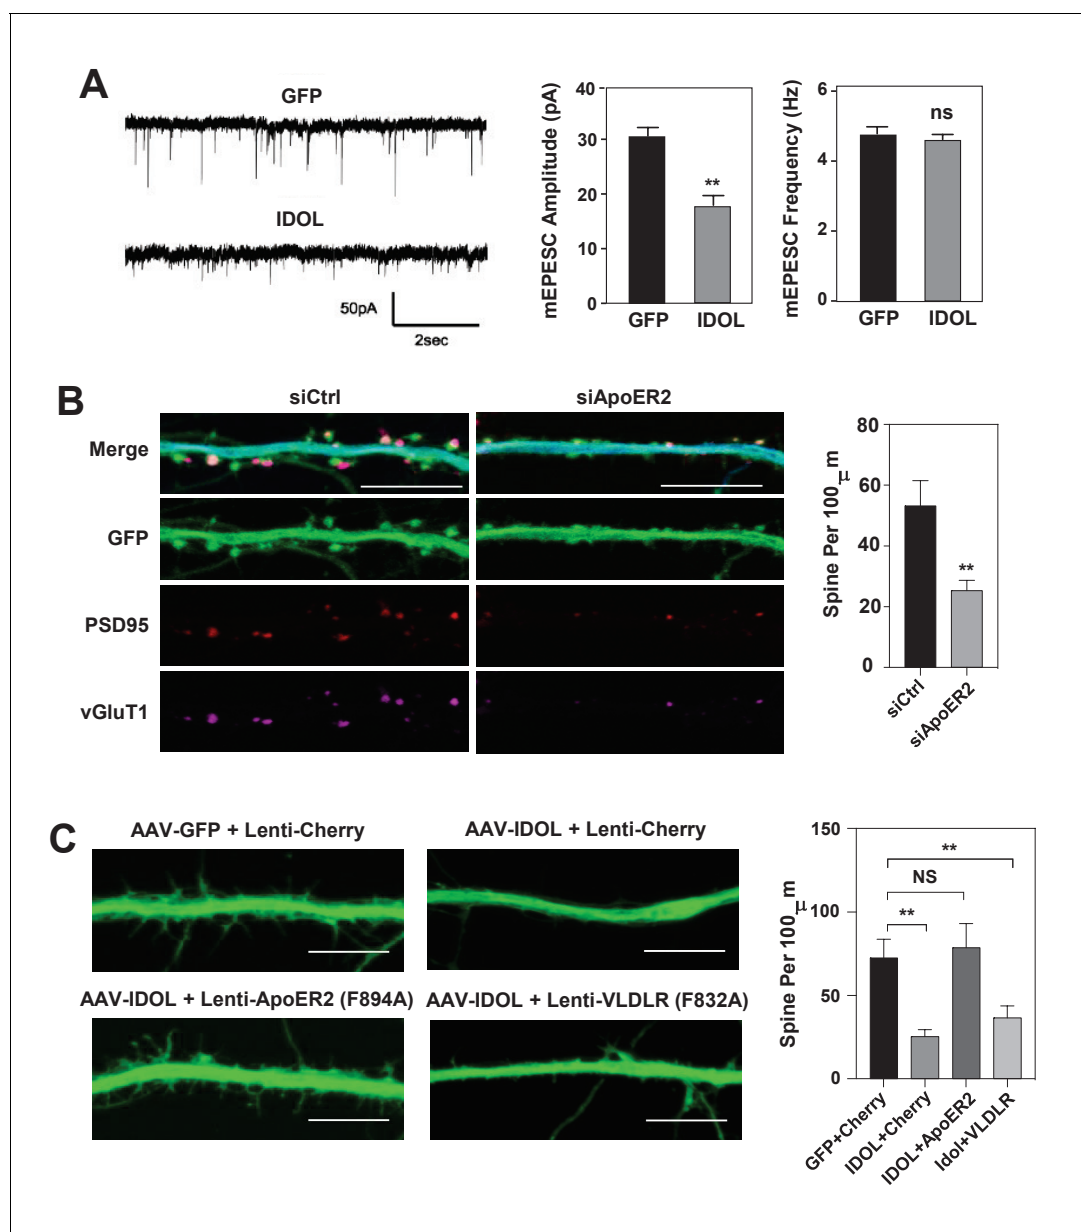 A
GFP
IDOL
50pA
2sec
mEPESC Amplitude (pA)
40
30
20
10
0
**
GFP IDOL
mEPESC Frequency (Hz)
6
4
2
0
ns
GFP IDOL
B
siCtrl siApoER2
Merge
GFP
PSD95
vGluT1
Spine Per 100 μm
80
60
40
20
0
**
siCtrl
siApoER2
C
AAV-GFP + Lenti-Cherry
AAV-IDOL + Lenti-Cherry
AAV-IDOL + Lenti-ApoER2 (F894A)
AAV-IDOL + Lenti-VLDLR (F832A)
Spine Per 100 μm
150
100
50
0
**
NS
**
GFP+Cherry
IDOL+Cherry
IDOL+ApoER2
Idol+VLDLR